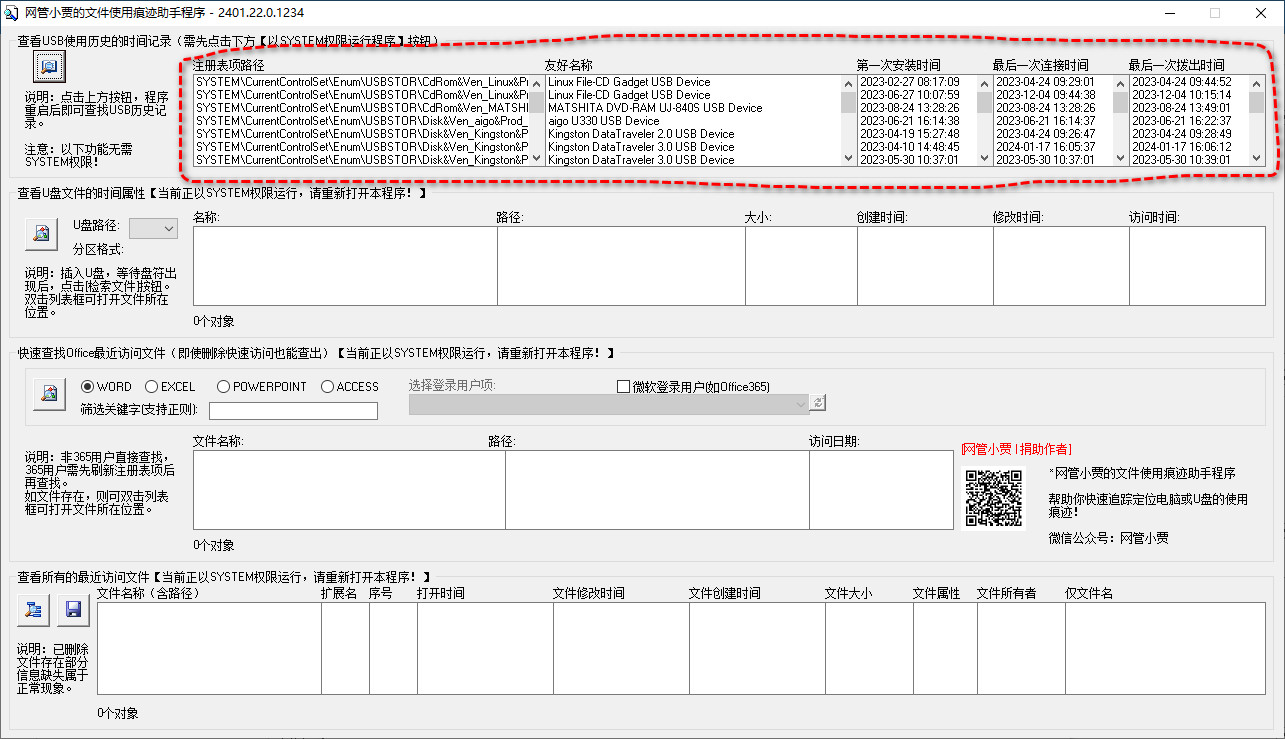 网管小贾的文件使用痕迹助手程序 - 2401.22.0.1234
查看USB使用历史的时间记录（需先点击下方【以SYSTEM权限运行程序】按钮）
说明：点击上方按钮，程序
重启后即可查找USB历史记
录。
注意：以下功能无需
SYSTEM权限！
注册表项路径 友好名称 第一次安装时间 最后一次连接时间 最后一次拨出时间
SYSTEM\CurrentControlSet\Enum\USBSTOR\CdRom&Ven_Linux&Pr Linux File-CD Gadget USB Device 2023-02-27 08:17:09 2023-04-24 09:29:01 2023-04-24 09:44:52
SYSTEM\CurrentControlSet\Enum\USBSTOR\CdRom&Ven_Linux&Pr Linux File-CD Gadget USB Device 2023-06-27 10:07:59 2023-12-04 09:44:38 2023-12-04 10:15:14
SYSTEM\CurrentControlSet\Enum\USBSTOR\CdRom&Ven_MATSHI MATSHITA DVD-RAM UJ-840S USB Device 2023-08-24 13:28:26 2023-08-24 13:28:26 2023-08-24 13:49:01
SYSTEM\CurrentControlSet\Enum\USBSTOR\Disk&Ven_aigo&Prod_ aigo U330 USB Device 2023-06-21 16:14:38 2023-06-21 16:14:37 2023-06-21 16:22:37
SYSTEM\CurrentControlSet\Enum\USBSTOR\Disk&Ven_Kingston&P Kingston DataTraveler 2.0 USB Device 2023-04-19 15:27:48 2023-04-24 09:26:47 2023-04-24 09:28:49
SYSTEM\CurrentControlSet\Enum\USBSTOR\Disk&Ven_Kingston&P Kingston DataTraveler 3.0 USB Device 2023-04-10 14:48:45 2024-01-17 16:05:37 2024-01-17 16:06:12
SYSTEM\CurrentControlSet\Enum\USBSTOR\Disk&Ven_Kingston&P Kingston DataTraveler 3.0 USB Device 2023-05-30 10:37:01 2023-05-30 10:37:01 2023-05-30 10:39:01
查看U盘文件的时间属性【当前正以SYSTEM权限运行，请重新打开本程序！】
U盘路径:
分区格式:
说明：插入U盘，等待盘符出
现后，点击[检索文件]按钮。
双击列表框可打开文件所在
位置。
名称: 路径: 大小: 创建时间: 修改时间: 访问时间:
0个对象
快速查找Office最近访问文件（即使删除快速访问也能查出）【当前正以SYSTEM权限运行，请重新打开本程序！】
WORD EXCEL POWERPOINT ACCESS
筛选关键字(支持正则):
选择登录用户项: 微软登录用户(如Office365)
说明：非365用户直接查找，
365用户需先刷新注册表项后
再查找。
如文件存在，则可双击列表
框可打开文件所在位置。
文件名称: 路径: 访问日期:
0个对象
[网管小贾 | 捐助作者]
*网管小贾的文件使用痕迹助手程序
帮助你快速追踪定位电脑或U盘的使用
痕迹！
微信公众号：网管小贾
查看所有的最近访问文件【当前正以SYSTEM权限运行，请重新打开本程序！】
说明：已删除
文件存在部分
信息缺失属于
正常现象。
文件名称（含路径） 扩展名 序号 打开时间 文件修改时间 文件创建时间 文件大小 文件属性 文件所有者 仅文件名
0个对象